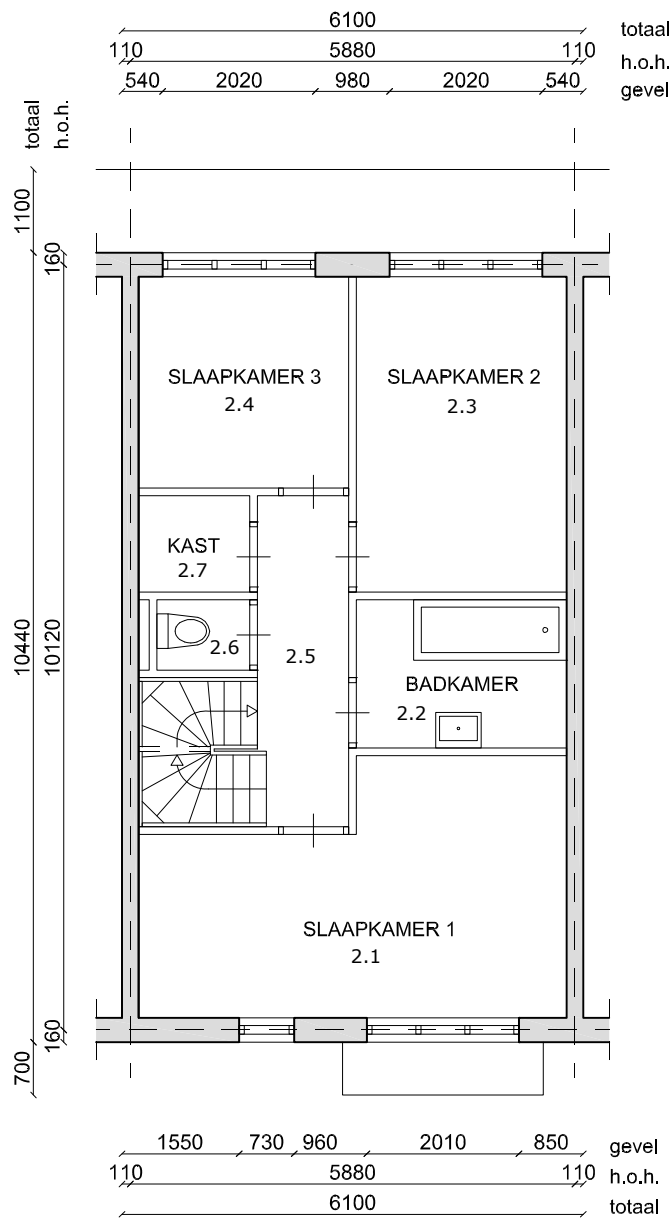 6100 totaal
110 5880 110 h.o.h.
540 2020 980 2020 540 gevel
totaal
h.o.h.
1100
160
SLAAPKAMER 3
2.4
SLAAPKAMER 2
2.3
KAST
2.7
2.6
2.5
10440
10120
BADKAMER
2.2
SLAAPKAMER 1
2.1
160
700
1550 730 960 2010 850 gevel
110 5880 110 h.o.h.
6100 totaal